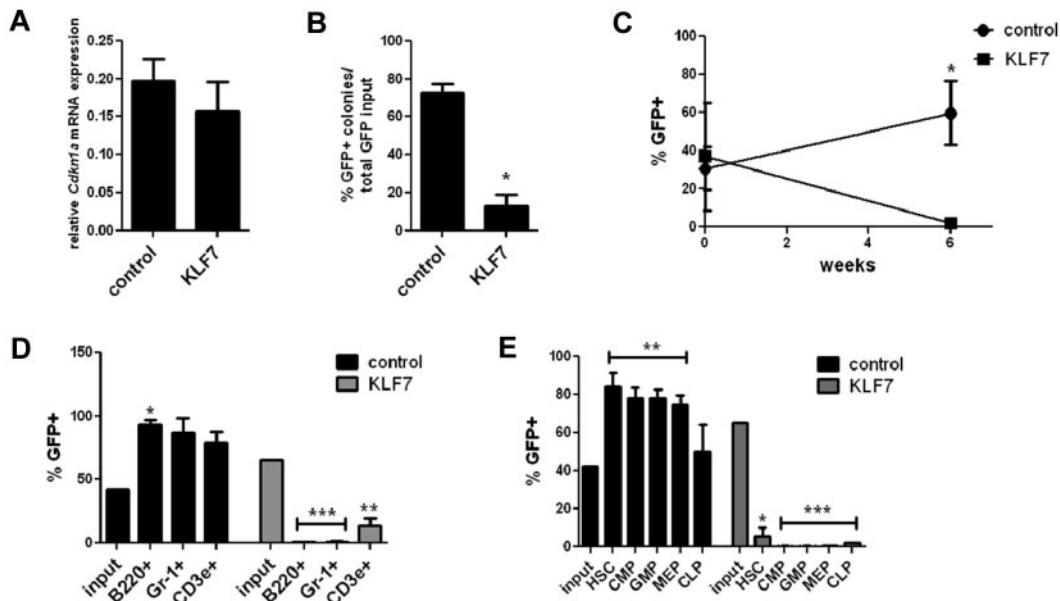 A
relative Cdkn1a mRNA expression
0.25
0.20
0.15
0.10
0.05
0.00
control
KLF7
B
% GFP+ colonies/
total GFP input
100
80
60
40
20
0
*
control
KLF7
C
% GFP+
100
80
60
40
20
0
*
0
2
4
6
weeks
control
KLF7
D
% GFP+
150
100
50
0
*
***
**
control
KLF7
input
B220+
Gr-1+
CD3e+
input
B220+
Gr-1+
CD3e+
E
% GFP+
100
80
60
40
20
0
**
*
***
control
KLF7
input
HSC
CMP
GMP
MEP
CLP
input
HSC
CMP
GMP
MEP
CLP